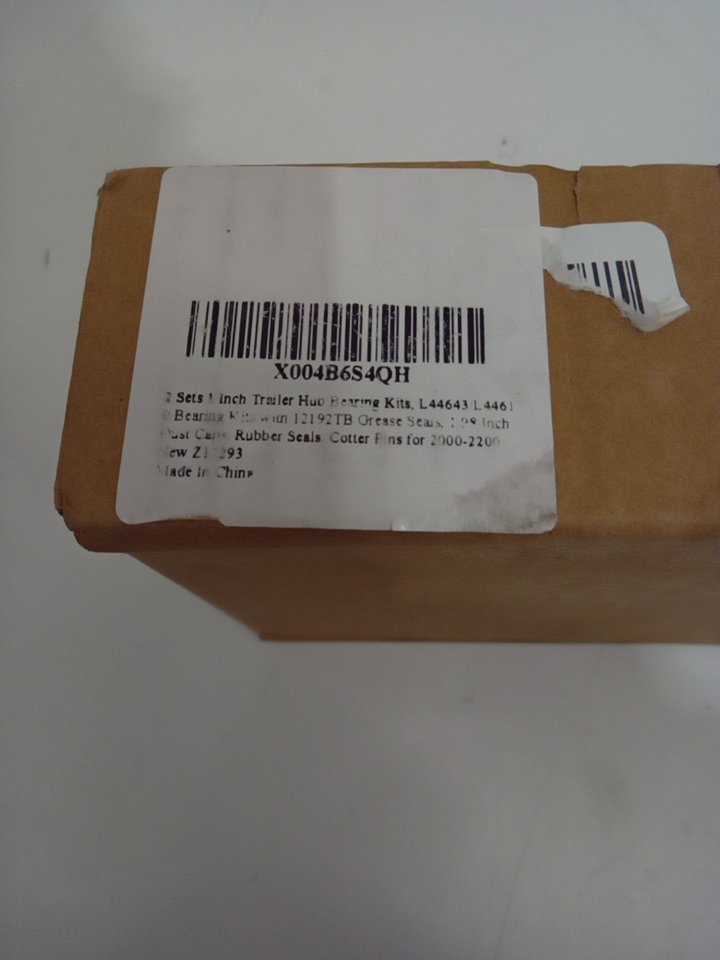 X004B6S4QH
2 Sets 1 inch Trailer Hub Bearing Kits, L44643 L4461
0 Bearing Kits with 12192TB Grease Seals, 1.98 Inch
Dust Caps, Rubber Seals, Cotter Pins for 2000-2200
New
Made In China